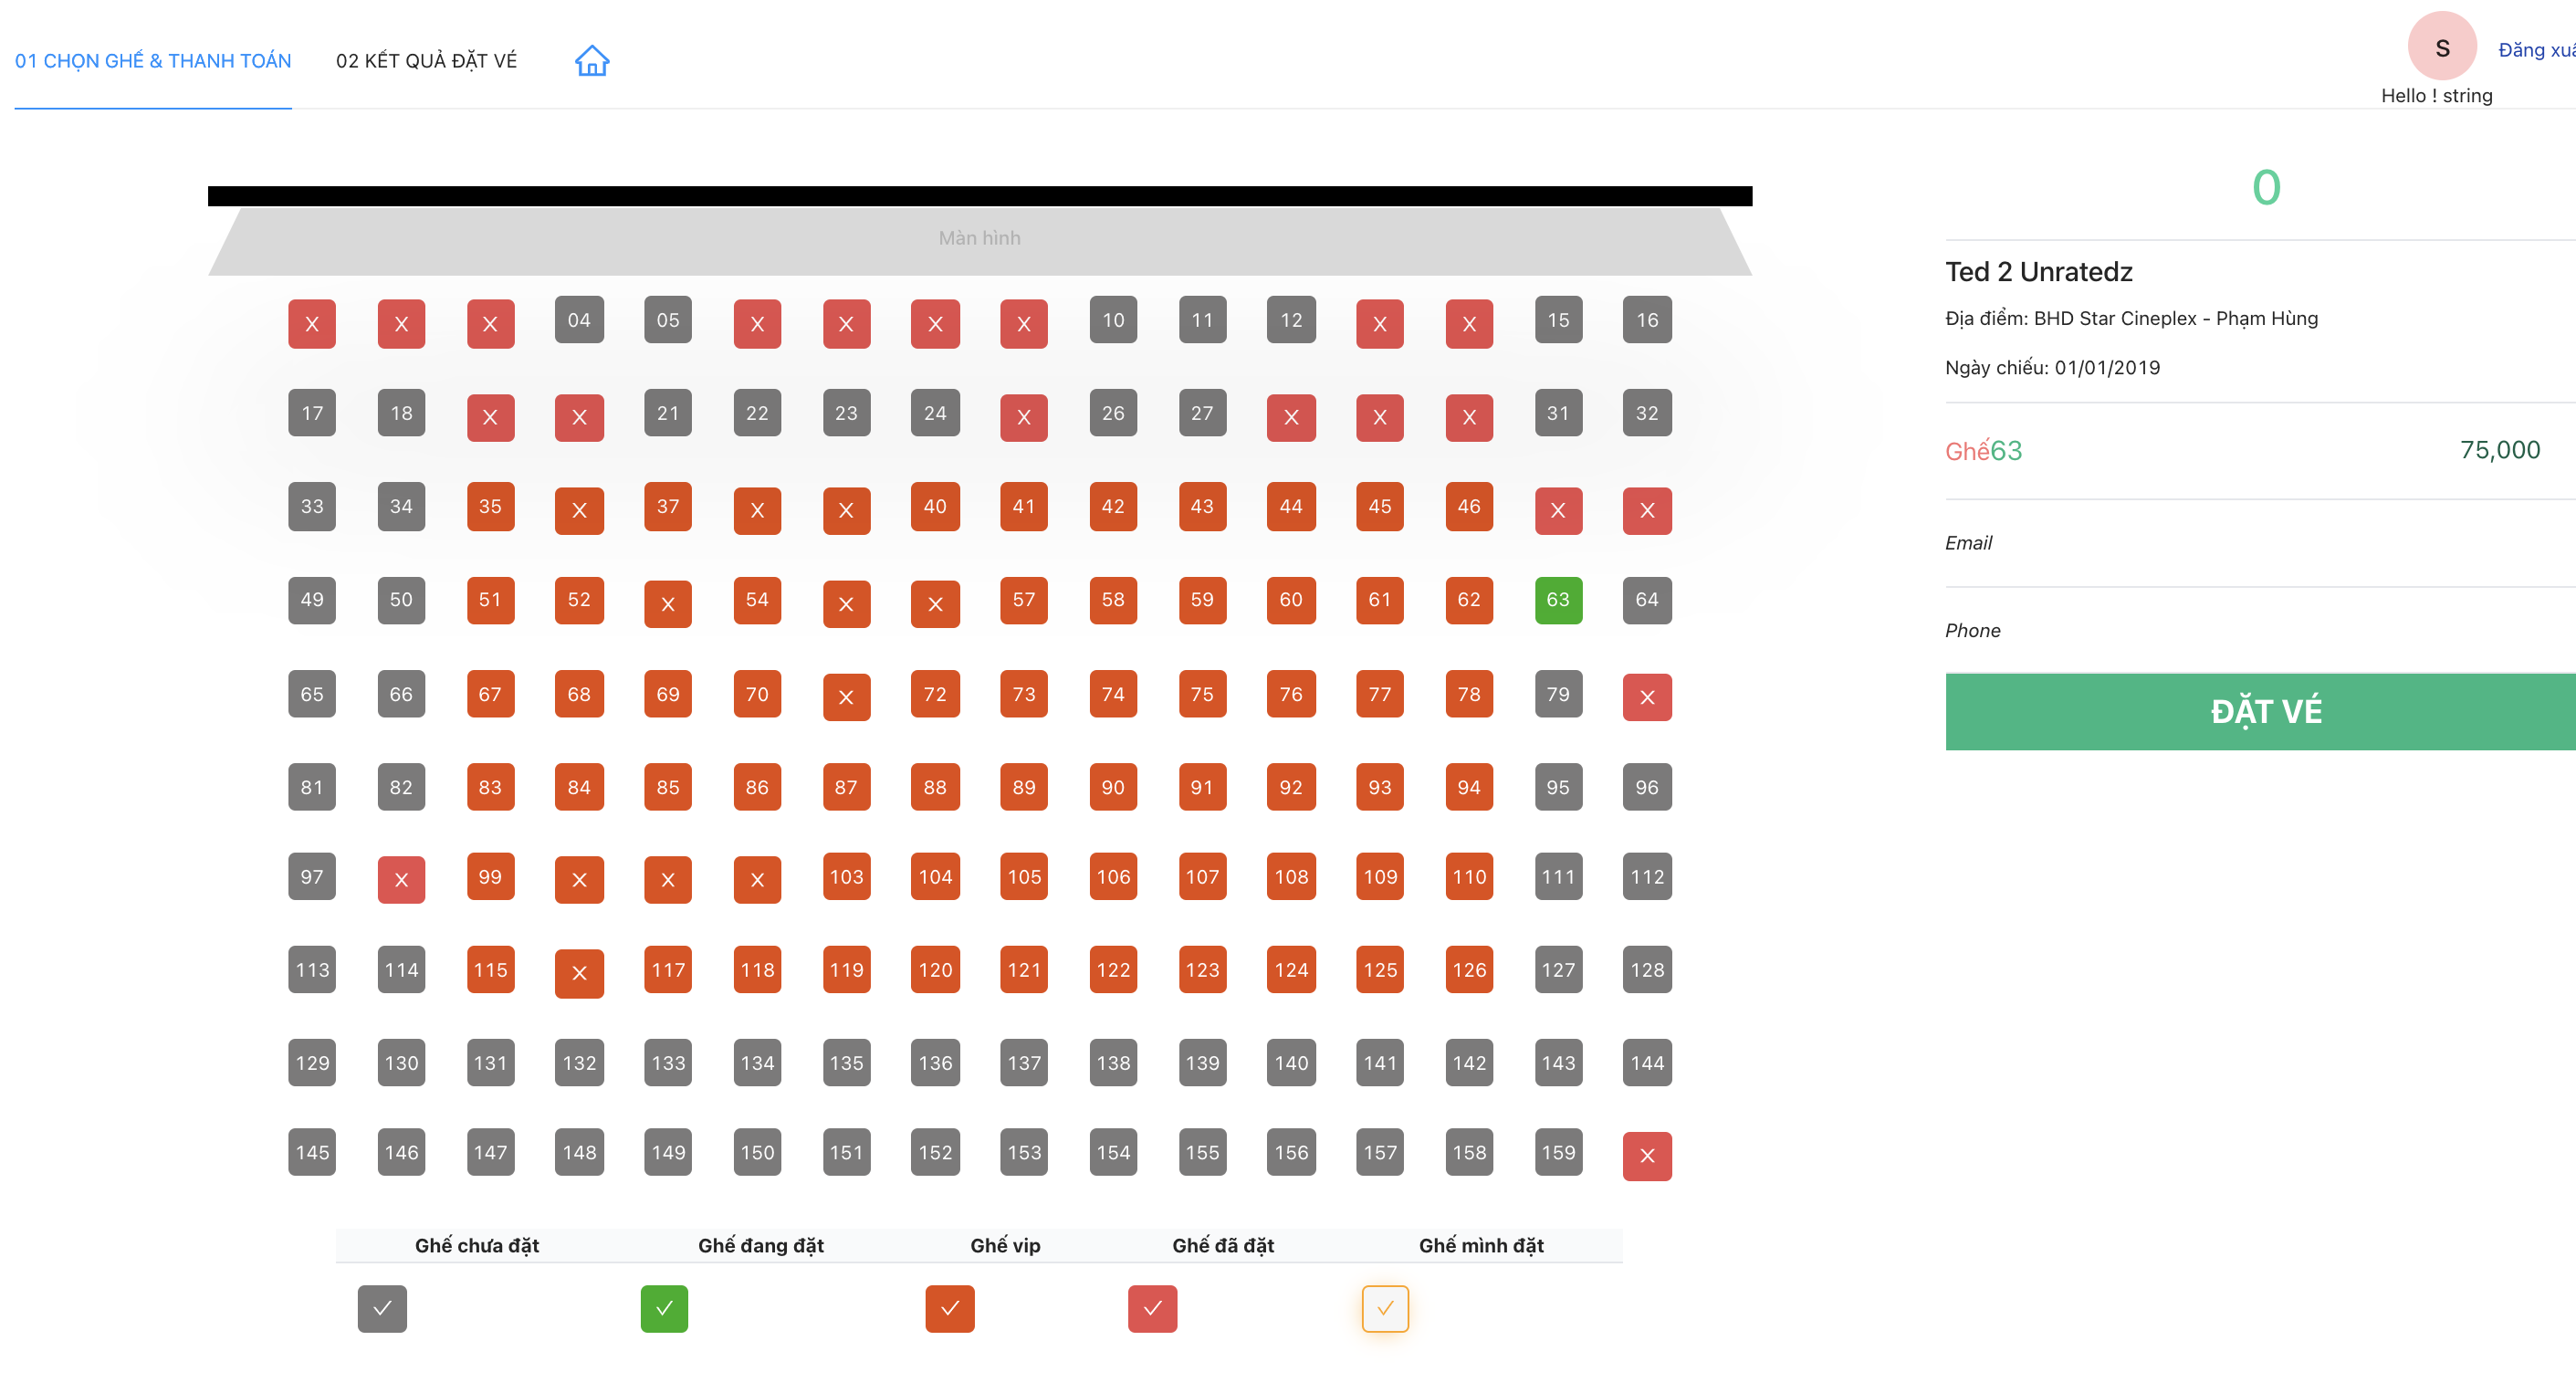 01 CHỌN GHẾ & THANH TOÁN 02 KẾT QUẢ ĐẶT VÉ
S
Đăng xuấ
Hello ! string
Màn hình
X X X 04 05 X X X X 10 11 12 X X 15 16
17 18 X X 21 22 23 24 X 26 27 X X X 31 32
33 34 35 X 37 X X 40 41 42 43 44 45 46 X X
49 50 51 52 X 54 X X 57 58 59 60 61 62 63 64
65 66 67 68 69 70 X 72 73 74 75 76 77 78 79 X
81 82 83 84 85 86 87 88 89 90 91 92 93 94 95 96
97 X 99 X X X 103 104 105 106 107 108 109 110 111 112
113 114 115 X 117 118 119 120 121 122 123 124 125 126 127 128
129 130 131 132 133 134 135 136 137 138 139 140 141 142 143 144
145 146 147 148 149 150 151 152 153 154 155 156 157 158 159 X
Ghế chưa đặt Ghế đang đặt Ghế vip Ghế đã đặt Ghế mình đặt
0
Ted 2 Unratedz
Địa điểm: BHD Star Cineplex - Phạm Hùng
Ngày chiếu: 01/01/2019
Ghế63 75,000
Email
Phone
ĐẶT VÉ